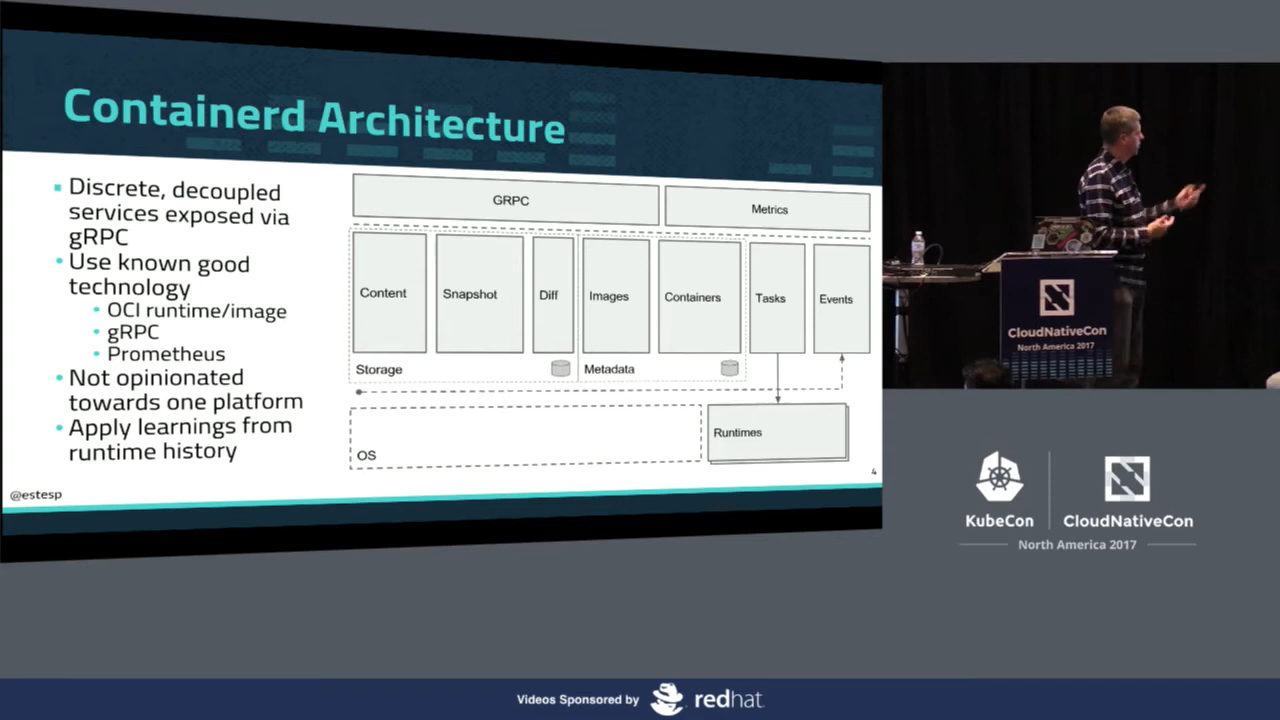 Containerd Architecture
Discrete, decoupled
services exposed via
gRPC
Use known good
technology
OCI runtime/image
gRPC
Prometheus
Not opinionated
towards one platform
Apply learnings from
runtime history
@estesp
GRPC
Metrics
Content
Snapshot
Diff
Images
Containers
Tasks
Events
Storage
Metadata
OS
Runtimes
4
CloudNativeCon
North America 2017
KubeCon
CloudNativeCon
North America 2017
Videos Sponsored by
redhat